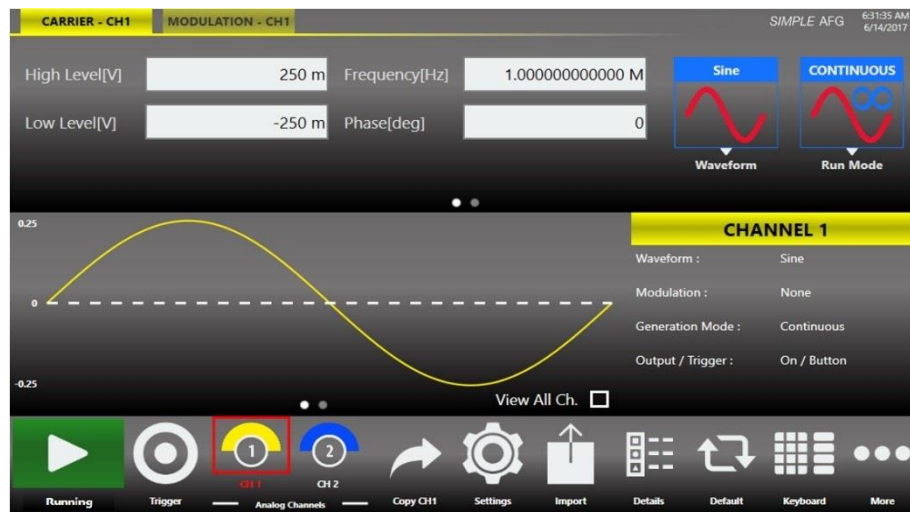 CARRIER - CH1
MODULATION - CH1
SIMPLE AFG
6:31:35 AM
6/14/2017
High Level[V]
250 m
Frequency[Hz]
1.000000000000 M
Sine
CONTINUOUS
Low Level[V]
-250 m
Phase[deg]
0
Waveform
Run Mode
0.25
0
-0.25
View All Ch.
CHANNEL 1
Waveform :
Sine
Modulation :
None
Generation Mode :
Continuous
Output / Trigger :
On / Button
1
2
CH 1
CH 2
Running
Trigger
Analog Channels
Copy CH1
Settings
Import
Details
Default
Keyboard
More